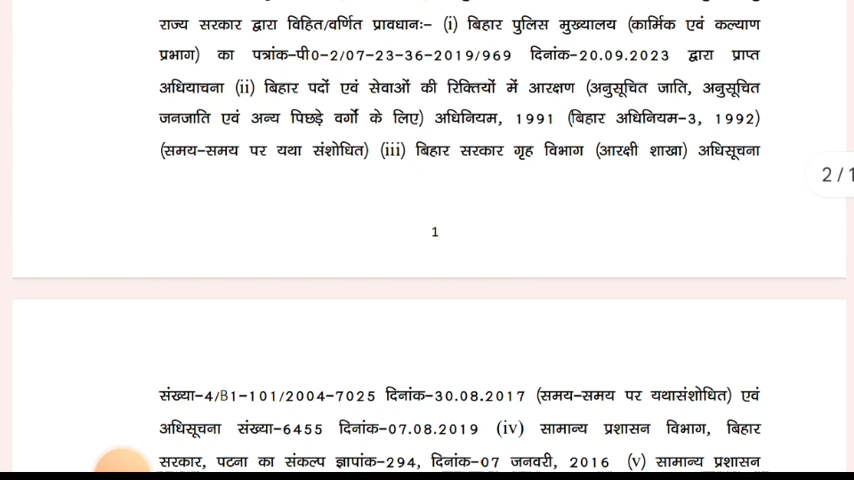 राज्य सरकार द्वारा विहित/वर्णित प्रावधानः- (i) बिहार पुलिस मुख्यालय (कार्मिक एवं कल्याण
प्रभाग) का पत्रांक-पी0-2/07-23-36-2019/969 दिनांक-20.09.2023 द्वारा प्राप्त
अधियाचना (ii) बिहार पदों एवं सेवाओं की रिक्तियों में आरक्षण (अनुसूचित जाति, अनुसूचित
जनजाति एवं अन्य पिछड़े वर्गो के लिए) अधिनियम, 1991 (बिहार अधिनियम-3, 1992)
(समय-समय पर यथा संशोधित) (iii) बिहार सरकार गृह विभाग (आरक्षी शाखा) अधिसूचना
2/1
1
संख्या-4/B1-101/2004-7025 दिनांक-30.08.2017 (समय-समय पर यथासंशोधित) एवं
अधिसूचना संख्या-6455 दिनांक-07.08.2019 (iv) सामान्य प्रशासन विभाग, बिहार
सरकार, पटना का संकल्प ज्ञापांक-294, दिनांक-07 जनवरी, 2016 (v) सामान्य प्रशासन